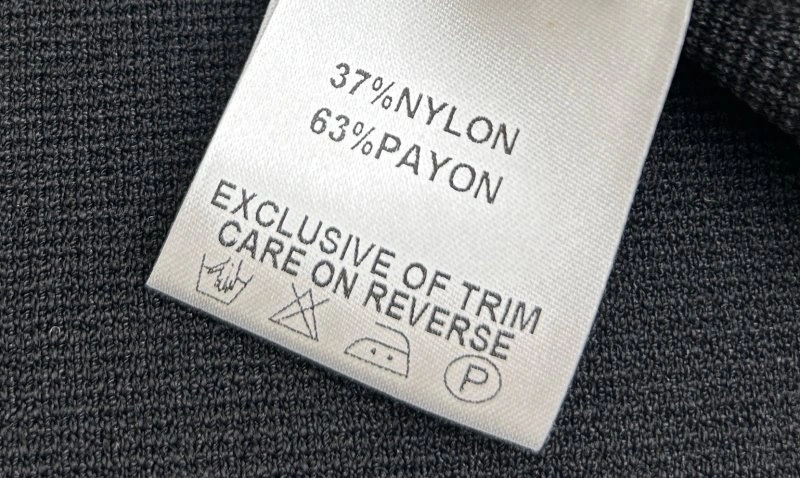 37%NYLON
63%PAYON
EXCLUSIVE OF TRIM
CARE ON REVERSE
P